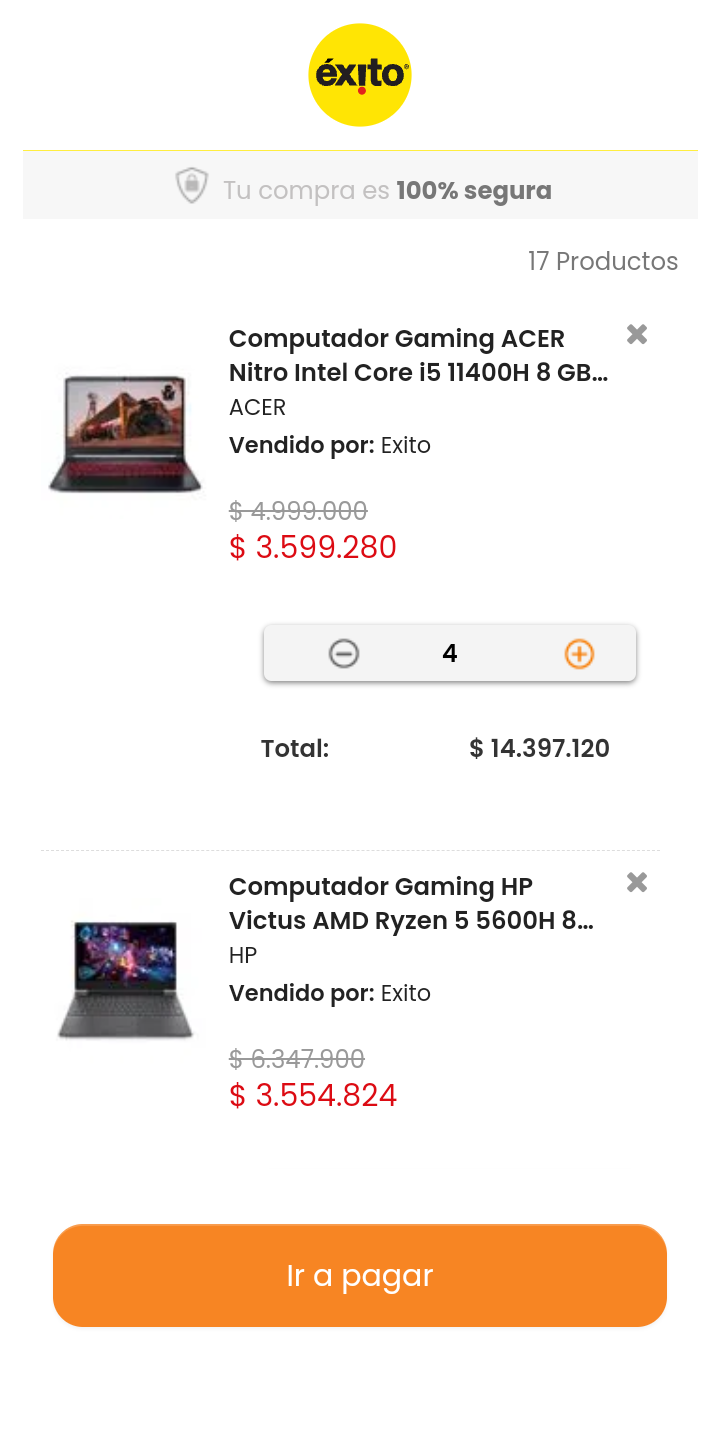 éxito
Tu compra es 100% segura
17 Productos
Computador Gaming ACER
Nitro Intel Core i5 11400H 8 GB...
ACER
Vendido por: Exito
$ 4.999.000
$ 3.599.280
4
Total: $ 14.397.120
Computador Gaming HP
Victus AMD Ryzen 5 5600H 8...
HP
Vendido por: Exito
$ 6.347.900
$ 3.554.824
Ir a pagar